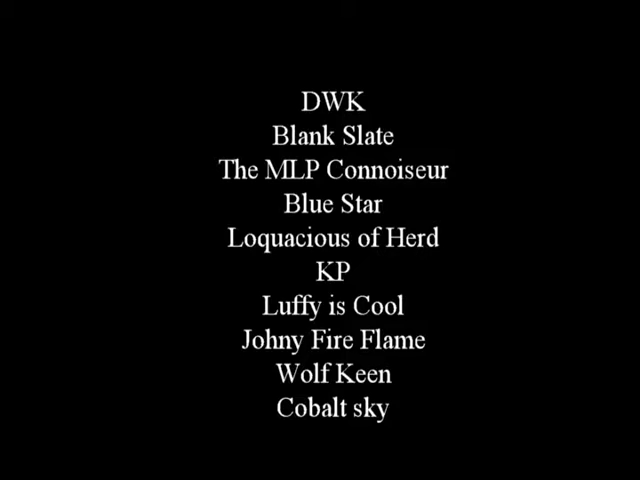 DWK
Blank Slate
The MLP Connoiseur
Blue Star
Loquacious of Herd
KP
Luffy is Cool
Johny Fire Flame
Wolf Keen
Cobalt sky